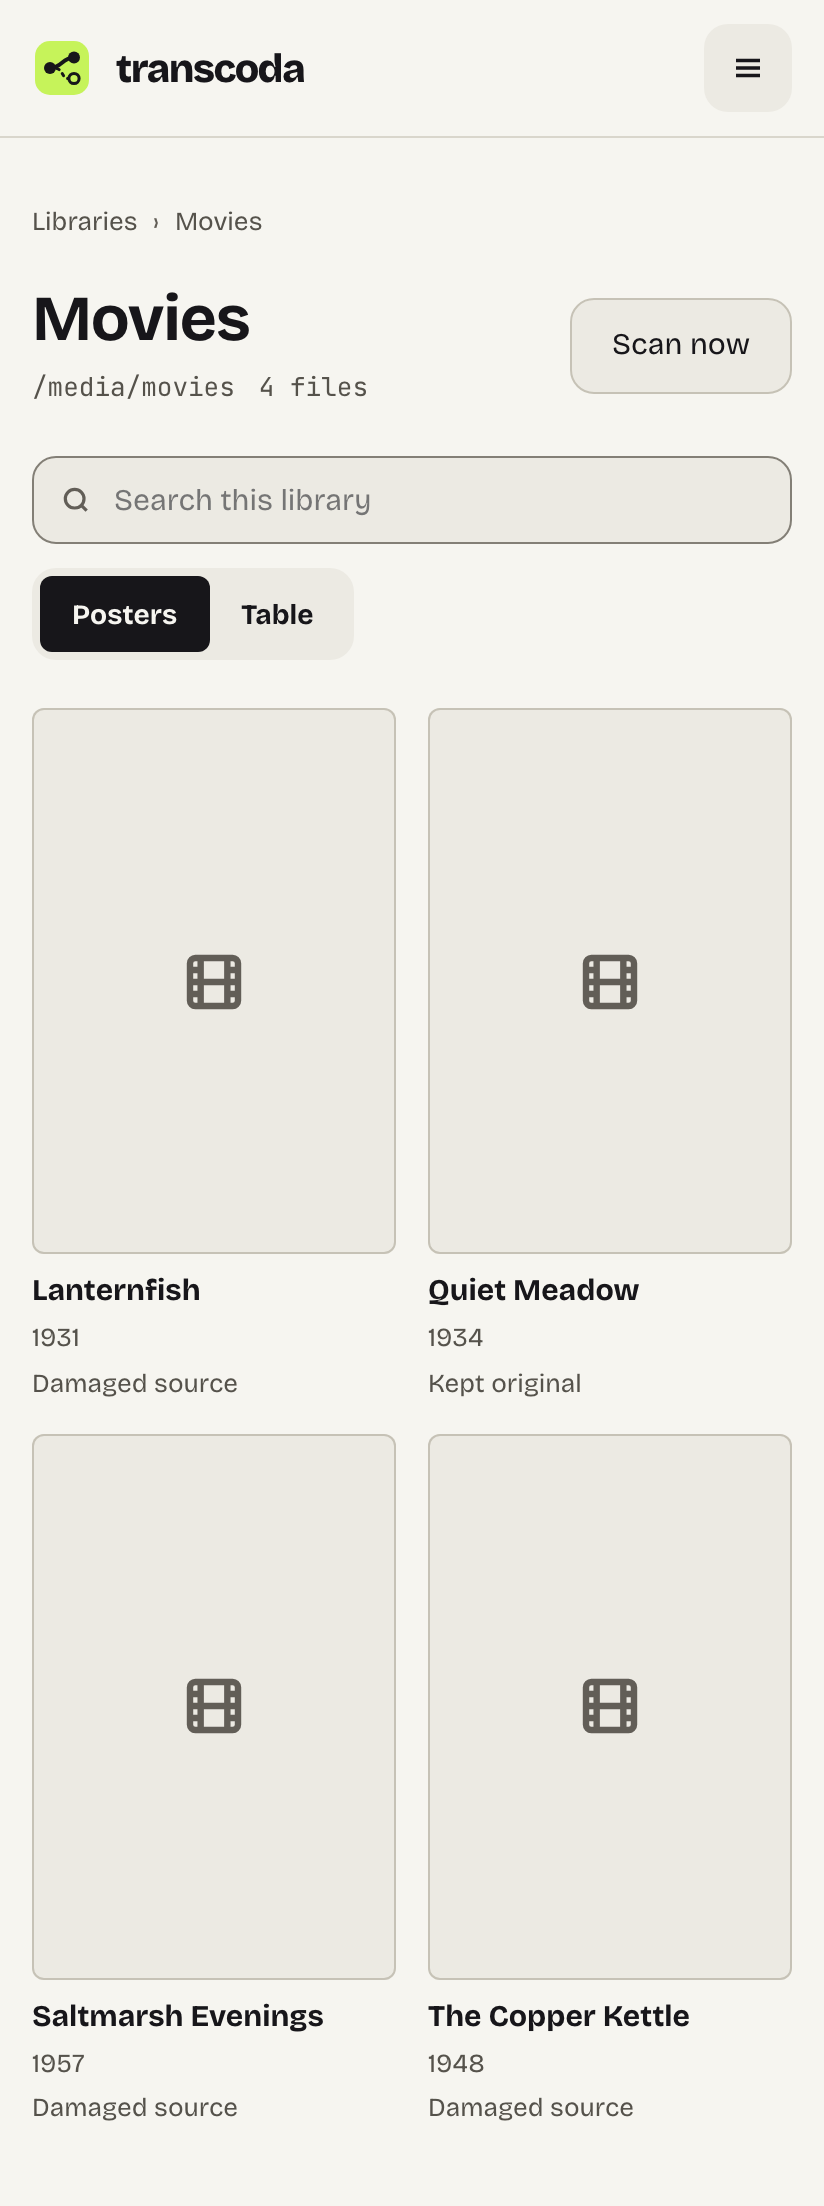 transcoda
Libraries › Movies
Movies
Scan now
/media/movies 4 files
Search this library
Posters Table
Lanternfish
1931
Damaged source
Quiet Meadow
1934
Kept original
Saltmarsh Evenings
1957
Damaged source
The Copper Kettle
1948
Damaged source